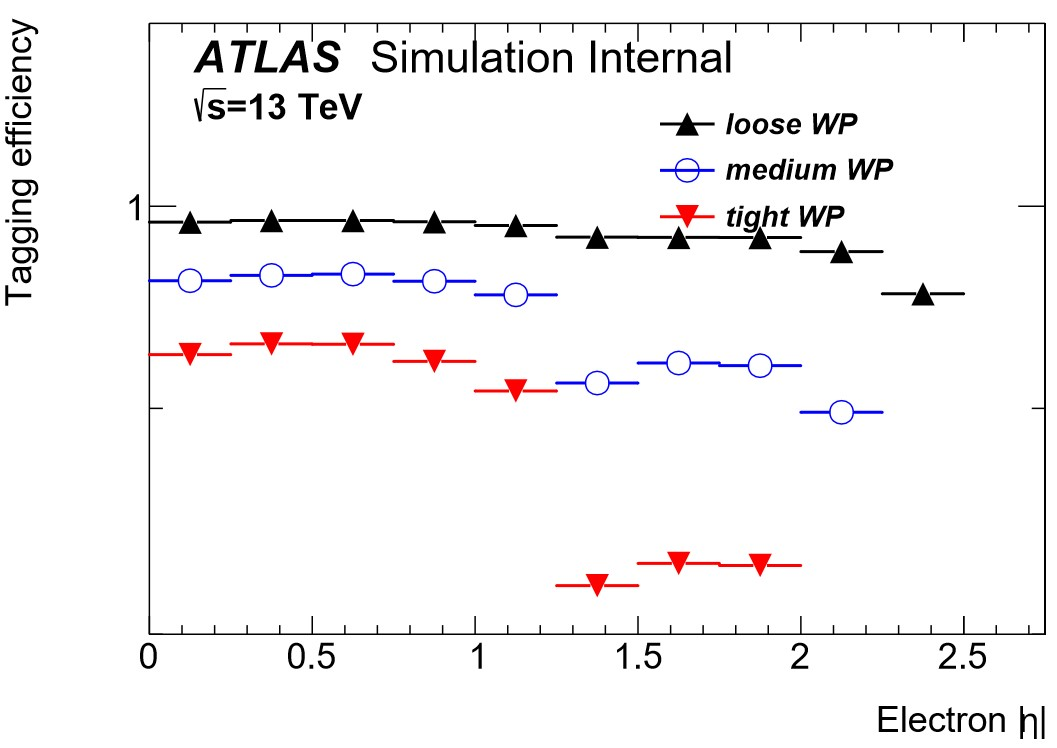 ATLAS Simulation Internal
√s=13 TeV
loose WP
medium WP
tight WP
Tagging efficiency
1
0 0.5 1 1.5 2 2.5
Electron |η|